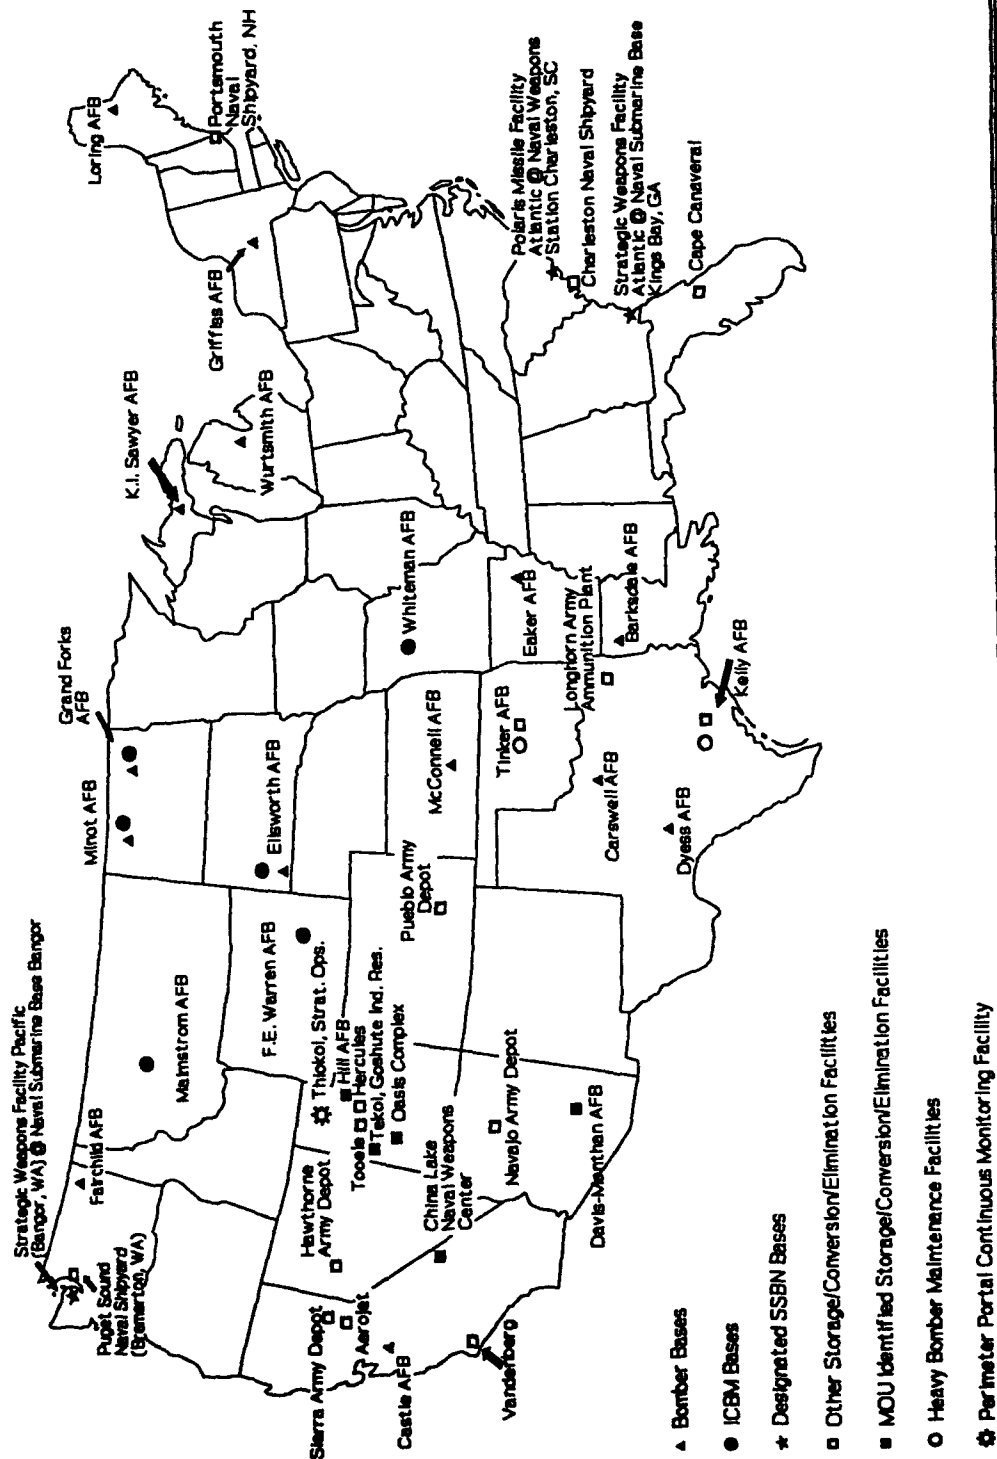 Strategic Weapons Facility Pacific
(Bangor, WA) @ Naval Submarine Base Bangor
Puget Sound
Naval Shipyard
(Bremerton, WA)
Fairchild AFB
Malmstrom AFB
Minot AFB
Grand Forks
AFB
K.I. Sawyer AFB
Wurtsmith AFB
Griffiss AFB
Loring AFB
Portsmouth
Naval
Shipyard, NH
F.E. Warren AFB
Ellsworth AFB
Thiokol, Strat. Ops.
Hill AFB
Hercules
Tooele
Tekoi, Goshute Ind. Res.
Oasis Complex
Hawthorne
Army Depot
Sierra Army Depot
Aerojet
Castle AFB
China Lake
Naval Weapons
Center
Vandenberg
Navajo Army Depot
Davis-Monthan AFB
Pueblo Army
Depot
McConnell AFB
Whiteman AFB
Tinker AFB
Eaker AFB
Longhorn Army
Ammunition Plant
Barksdale AFB
Carswell AFB
Dyess AFB
Kelly AFB
Polaris Missile Facility
Atlantic @ Naval Weapons
Station Charleston, SC
Charleston Naval Shipyard
Strategic Weapons Facility
Atlantic @ Naval Submarine Base
Kings Bay, GA
Cape Canaveral
Bomber Bases
ICBM Bases
Designated SSBN Bases
Other Storage/Conversion/Elimination Facilities
MOU Identified Storage/Conversion/Elimination Facilities
Heavy Bomber Maintenance Facilities
Perimeter Portal Continuous Monitoring Facility